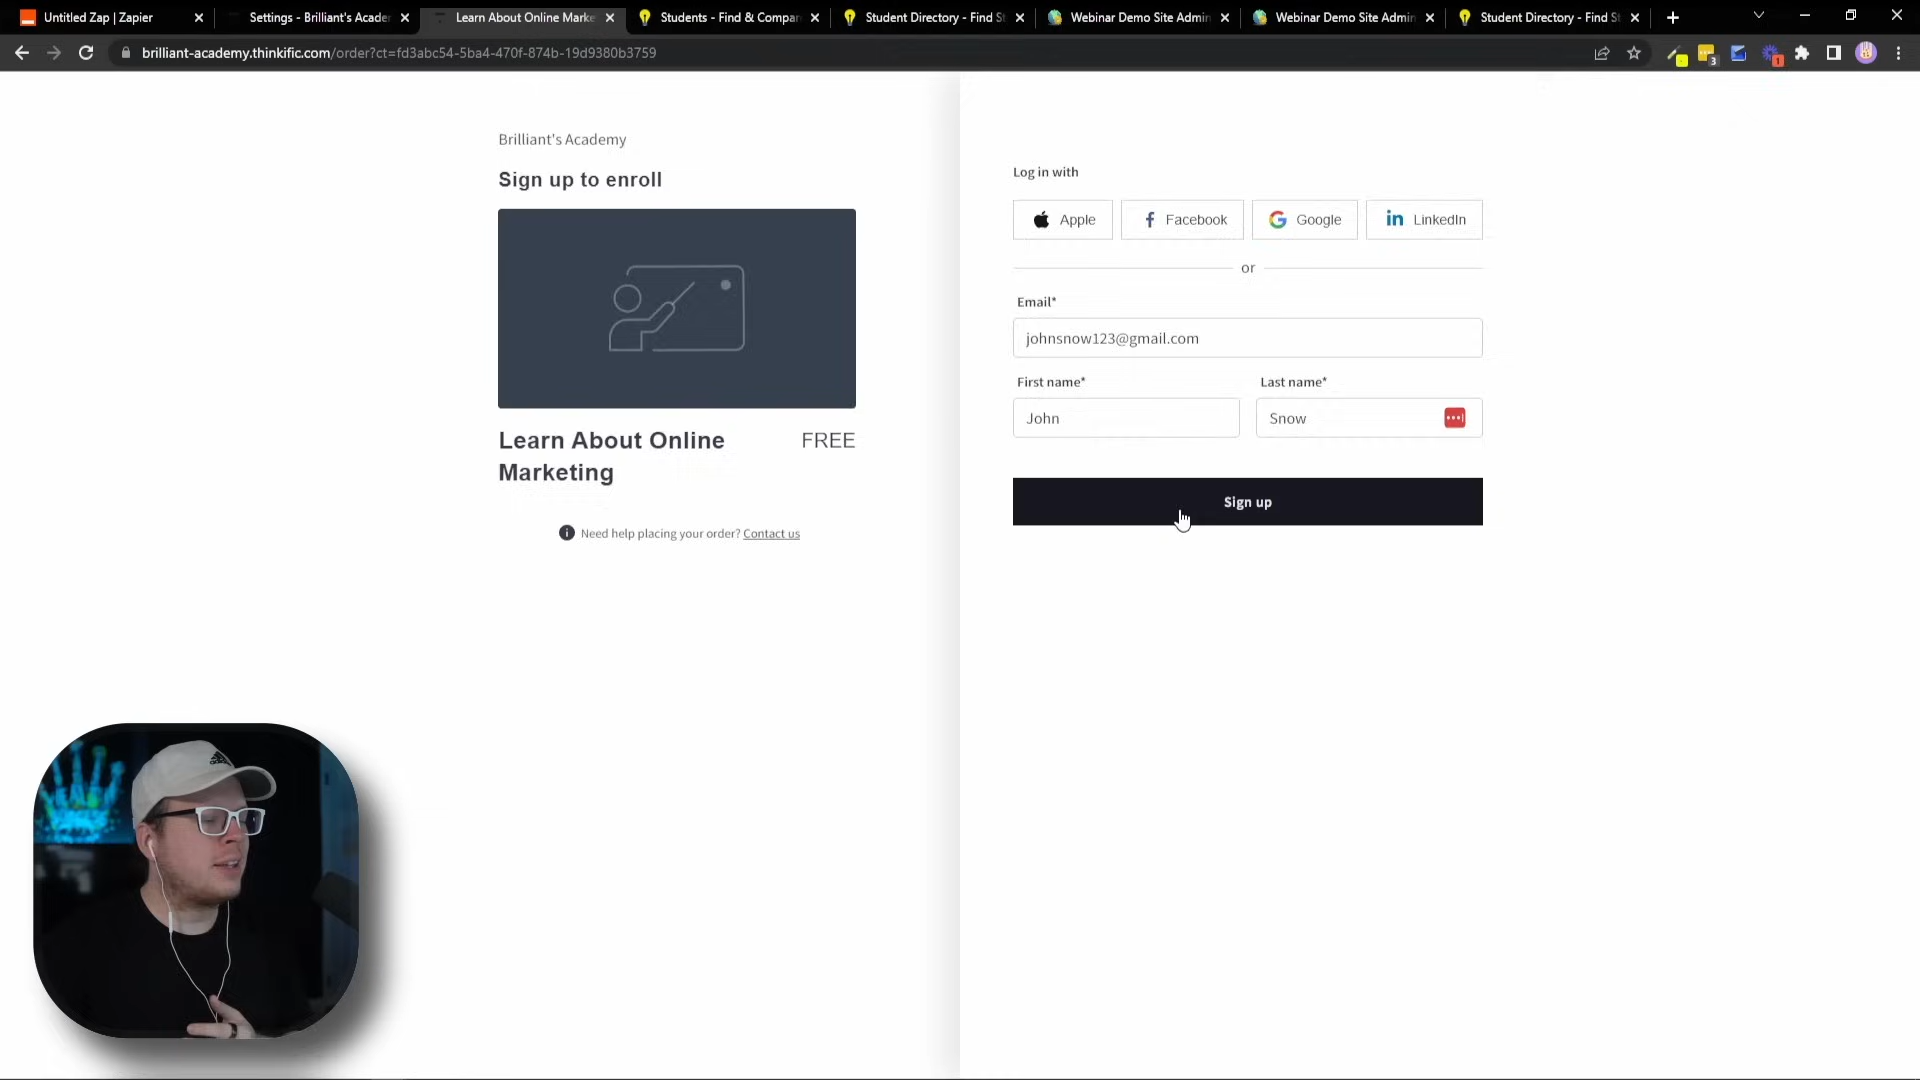 Untitled Zap | Zapier
Settings - Brilliant's Acader
Learn About Online Marke
Students - Find & Compar
Student Directory - Find St
Webinar Demo Site Admin
Webinar Demo Site Admin
Student Directory - Find St
brilliant-academy.thinkific.com/order?ct=fd3abc54-5ba4-470f-874b-19d9380b3759
3
1
Brilliant's Academy
Sign up to enroll
Learn About Online
Marketing
FREE
Need help placing your order? Contact us
Log in with
Apple
Facebook
Google
LinkedIn
or
Email*
johnsnow123@gmail.com
First name*
Last name*
John
Snow
Sign up